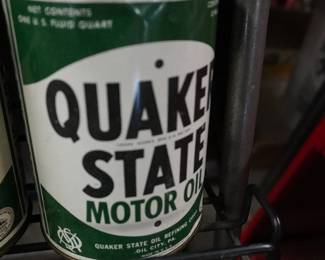 NET CONTENTS
ONE U.S. FLUID QUART
QUAKER
STATE
MOTOR OIL
QUAKER STATE OIL REFINING
OIL CITY, PA.